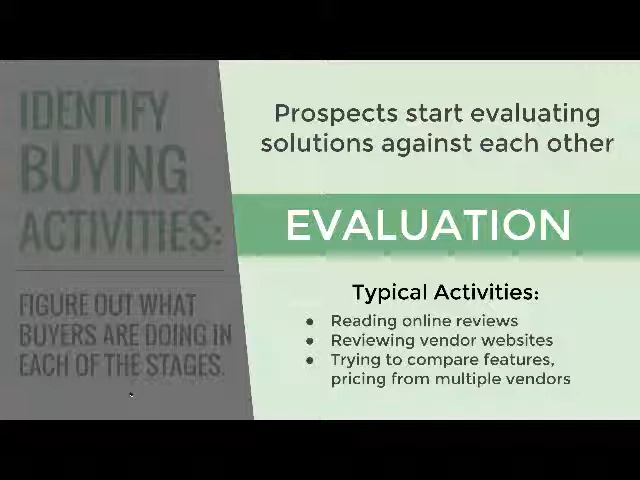 IDENTIFY
BUYING
ACTIVITIES:
FIGURE OUT WHAT
BUYERS ARE DOING IN
EACH OF THE STAGES.
Prospects start evaluating
solutions against each other
EVALUATION
Typical Activities:
● Reading online reviews
● Reviewing vendor websites
● Trying to compare features,
pricing from multiple vendors